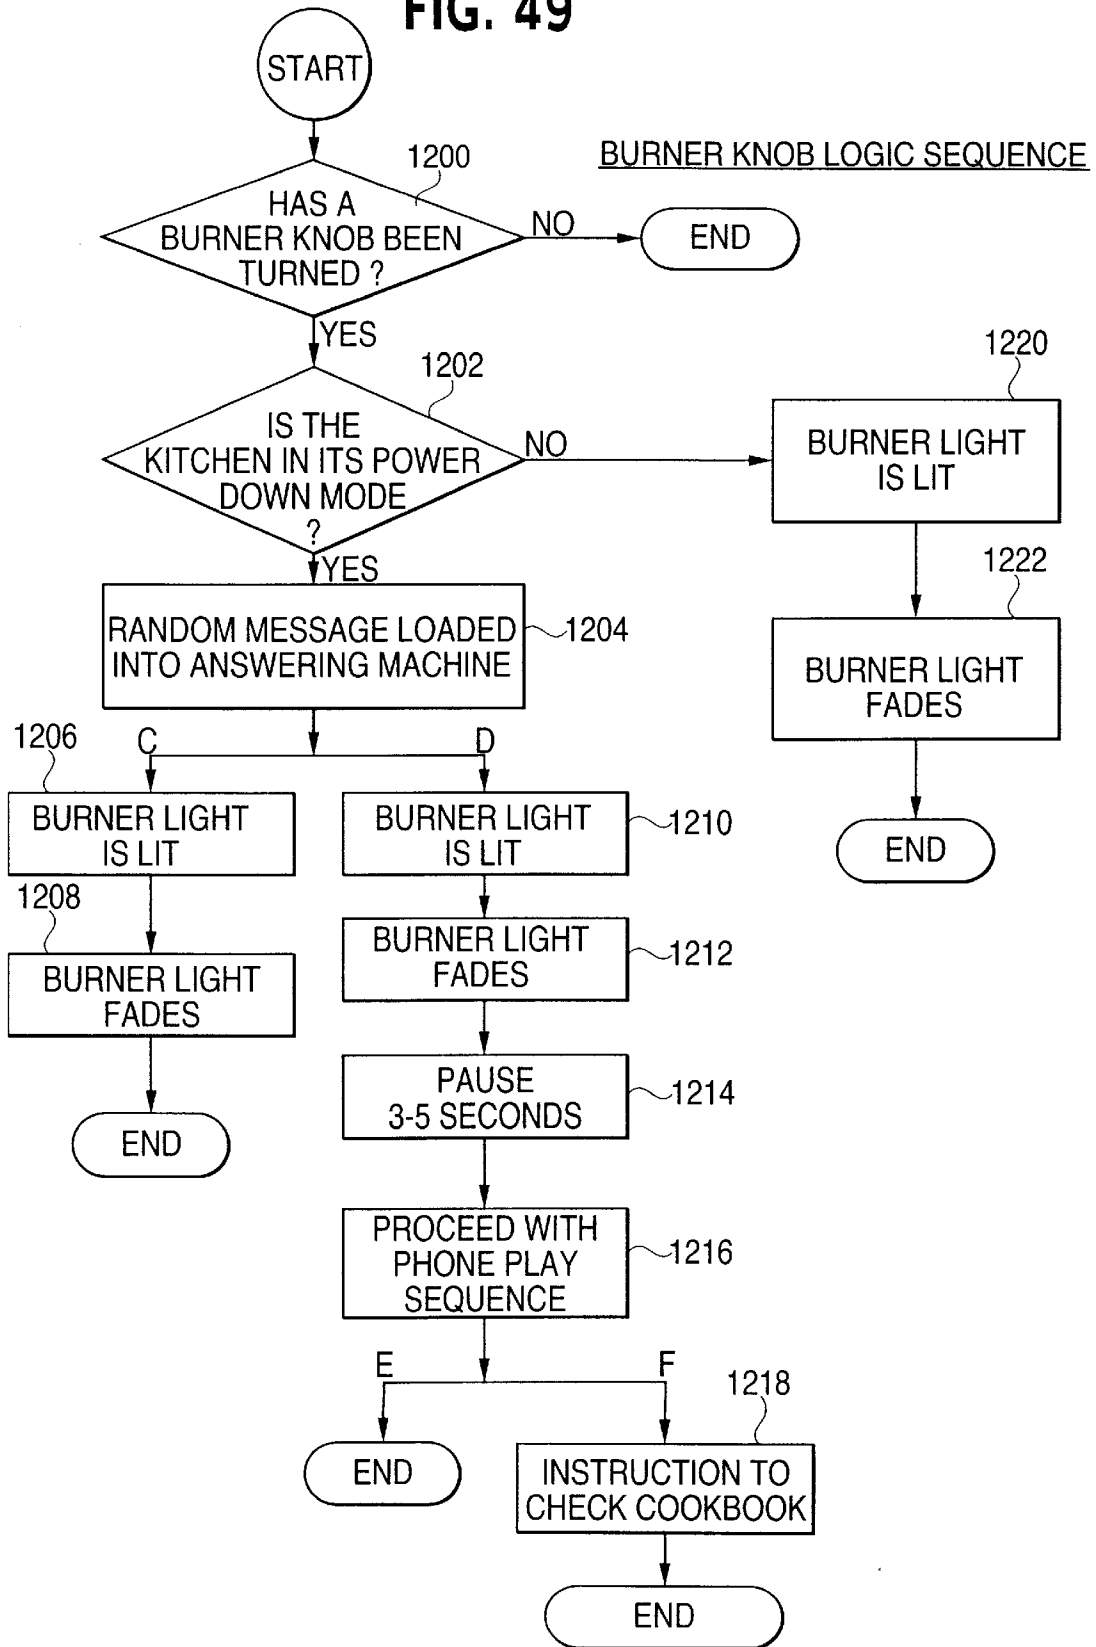 FIG. 49
START
1200
BURNER KNOB LOGIC SEQUENCE
HAS A
BURNER KNOB BEEN
TURNED ?
NO
END
YES
1202
1220
IS THE
KITCHEN IN ITS POWER
DOWN MODE
?
NO
BURNER LIGHT
IS LIT
YES
1222
RANDOM MESSAGE LOADED
INTO ANSWERING MACHINE
1204
BURNER LIGHT
FADES
END
1206
C
D
BURNER LIGHT
IS LIT
BURNER LIGHT
IS LIT
1210
1208
BURNER LIGHT
FADES
END
BURNER LIGHT
FADES
1212
PAUSE
3-5 SECONDS
1214
PROCEED WITH
PHONE PLAY
SEQUENCE
1216
E
F
1218
END
INSTRUCTION TO
CHECK COOKBOOK
END